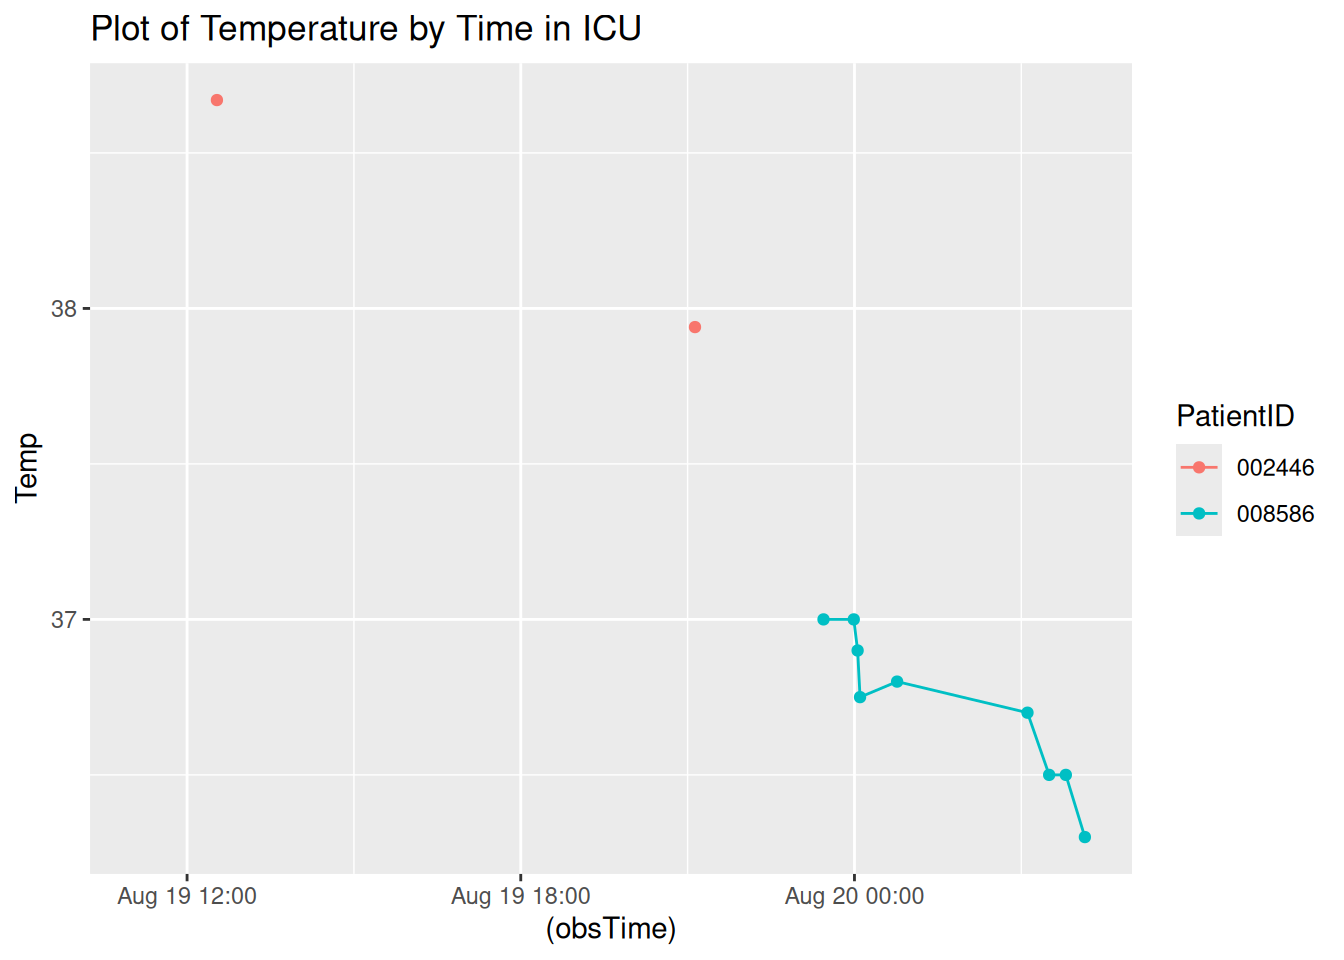 Plot of Temperature by Time in ICU
38
37
Temp
Aug 19 12:00
Aug 19 18:00
Aug 20 00:00
(obsTime)
PatientID
002446
008586